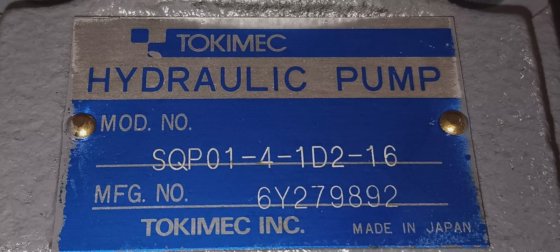 TOKIMEC
HYDRAULIC PUMP
MOD. NO.
SQP01-4-1D2-16
MFG. NO. 6Y279892
TOKIMEC INC. MADE IN JAPAN